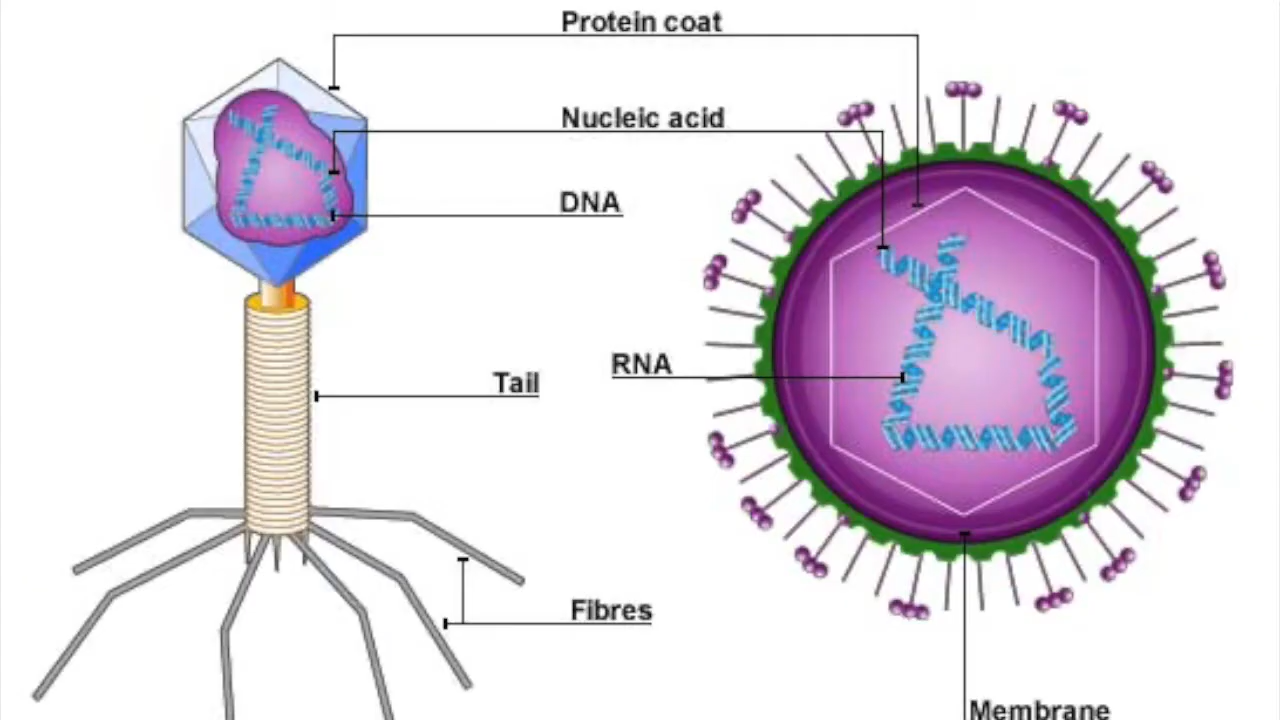 Protein coat
Nucleic acid
DNA
RNA
Tail
Fibres
Membrane